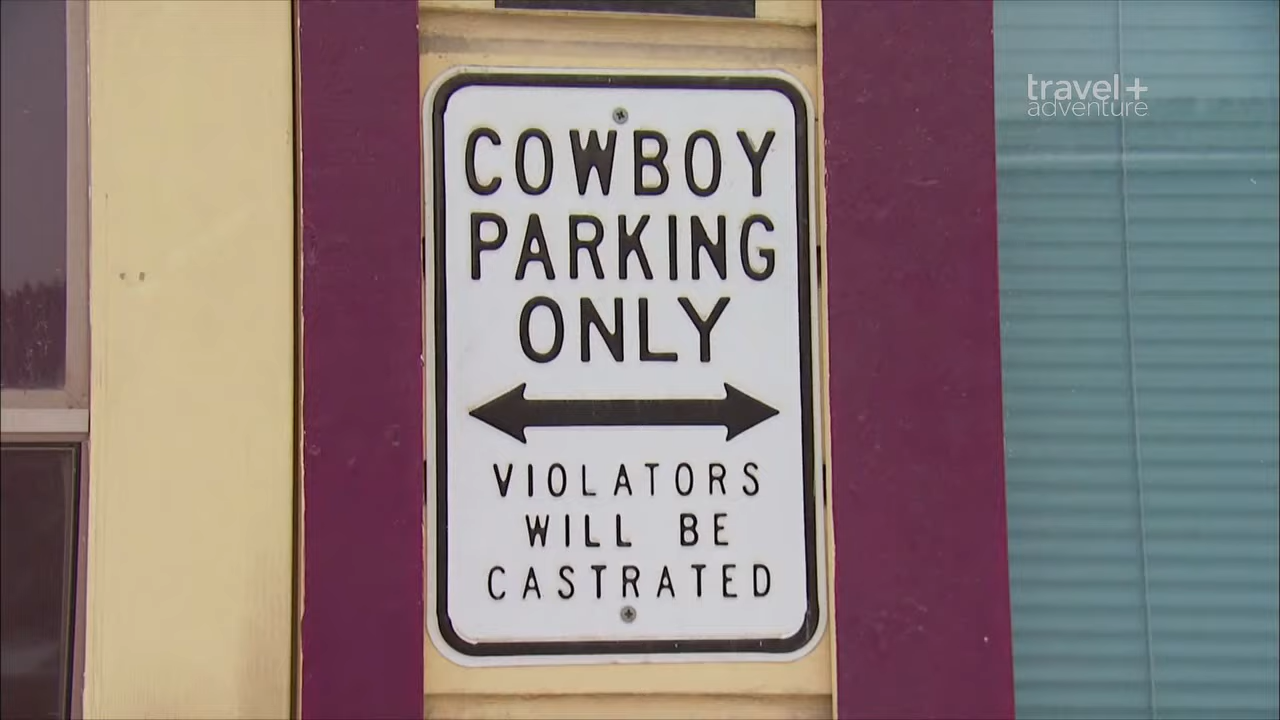 travel+
adventure
COWBOY
PARKING
ONLY
VIOLATORS
WILL BE
CASTRATED